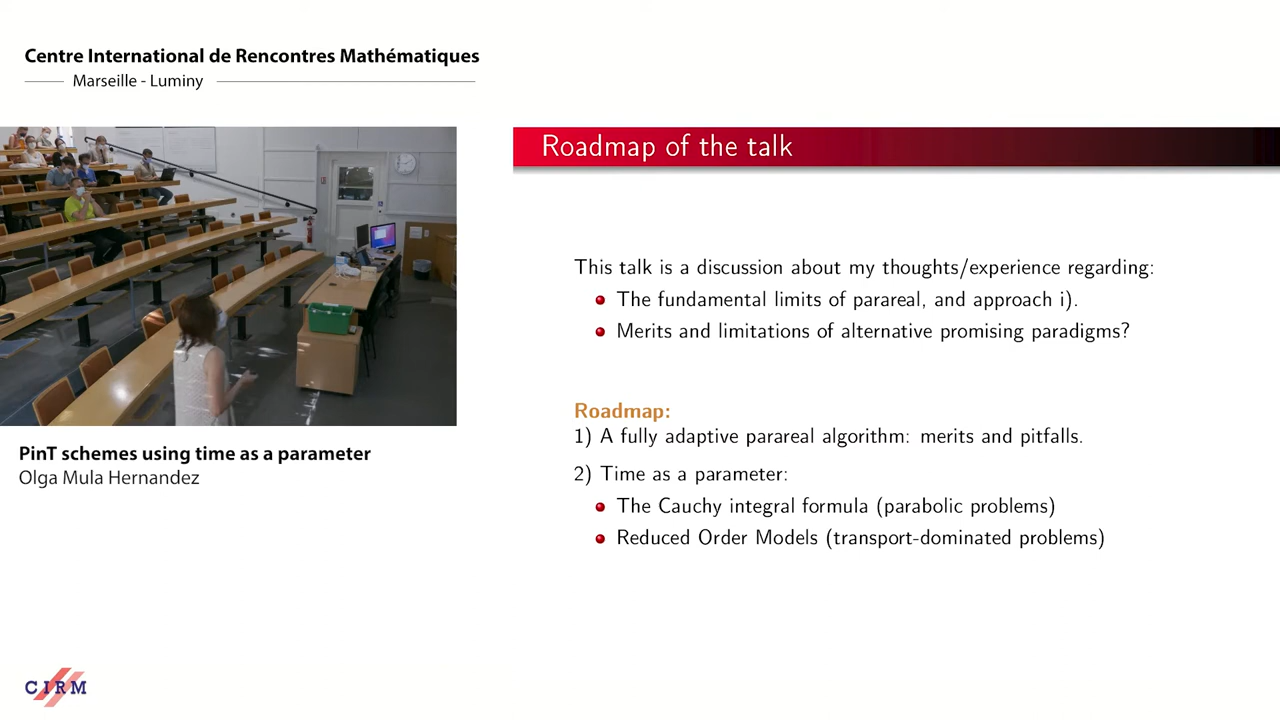 Centre International de Rencontres Mathématiques
Marseille - Luminy
Roadmap of the talk
This talk is a discussion about my thoughts/experience regarding:
The fundamental limits of parareal, and approach i).
Merits and limitations of alternative promising paradigms?
Roadmap:
1) A fully adaptive parareal algorithm: merits and pitfalls.
2) Time as a parameter:
The Cauchy integral formula (parabolic problems)
Reduced Order Models (transport-dominated problems)
PinT schemes using time as a parameter
Olga Mula Hernandez
CIRM